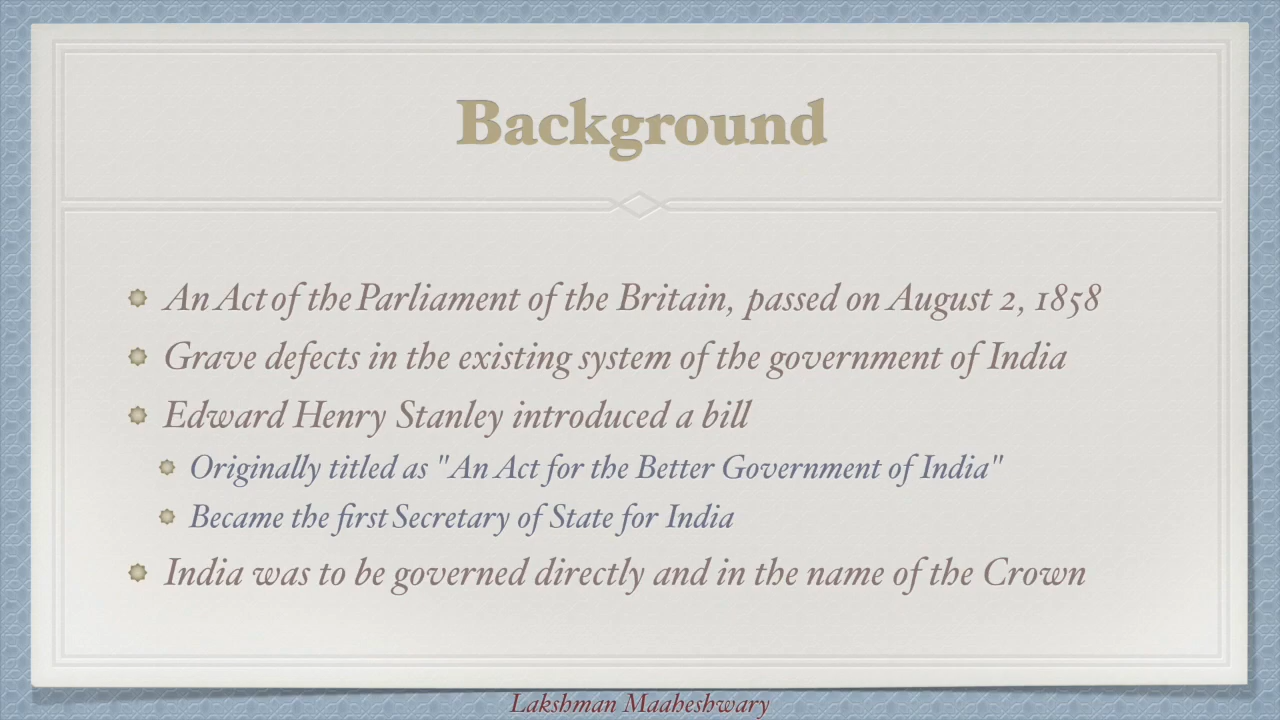 Background
An Act of the Parliament of the Britain, passed on August 2, 1858
Grave defects in the existing system of the government of India
Edward Henry Stanley introduced a bill
Originally titled as "An Act for the Better Government of India"
Became the first Secretary of State for India
India was to be governed directly and in the name of the Crown
Lakshman Maaheshwary